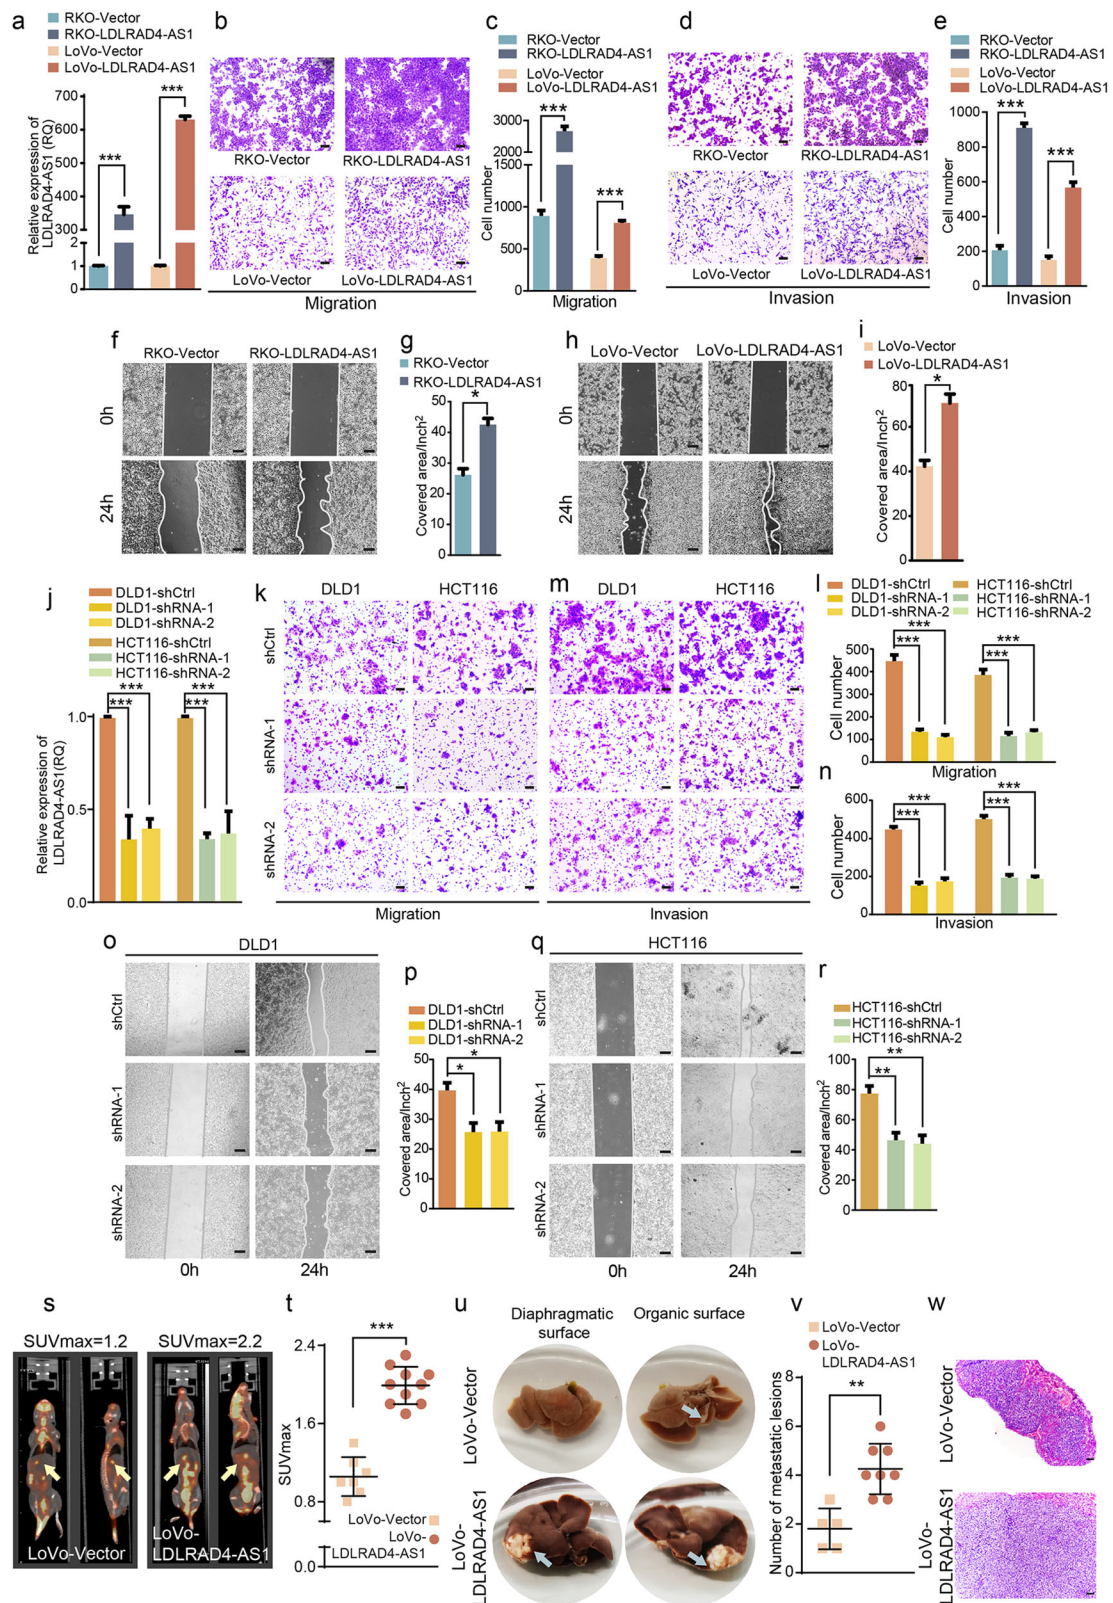 a
RKO-Vector
RKO-LDLRAD4-AS1
LoVo-Vector
LoVo-LDLRAD4-AS1
Relative expression of
LDLRAD4-AS1 (RQ)
700
600
500
400
300
2
1
0
***
***
b
RKO-Vector
RKO-LDLRAD4-AS1
LoVo-Vector
LoVo-LDLRAD4-AS1
Migration
c
RKO-Vector
RKO-LDLRAD4-AS1
LoVo-Vector
LoVo-LDLRAD4-AS1
Cell number
3000
2000
1000
500
0
***
***
Migration
d
RKO-Vector
RKO-LDLRAD4-AS1
LoVo-Vector
LoVo-LDLRAD4-AS1
Invasion
e
RKO-Vector
RKO-LDLRAD4-AS1
LoVo-Vector
LoVo-LDLRAD4-AS1
Cell number
1000
800
600
400
200
0
***
***
Invasion
f
RKO-Vector
RKO-LDLRAD4-AS1
0h
24h
g
RKO-Vector
RKO-LDLRAD4-AS1
Covered area/Inch2
50
40
30
20
10
0
*
h
LoVo-Vector
LoVo-LDLRAD4-AS1
0h
24h
i
LoVo-Vector
LoVo-LDLRAD4-AS1
Covered area/Inch2
80
60
40
20
0
*
j
DLD1-shCtrl
DLD1-shRNA-1
DLD1-shRNA-2
HCT116-shCtrl
HCT116-shRNA-1
HCT116-shRNA-2
Relative expression of
LDLRAD4-AS1(RQ)
1.0
0.5
0.0
***
***
***
***
k
DLD1
HCT116
shCtrl
shRNA-1
shRNA-2
Migration
m
DLD1
HCT116
Invasion
l
DLD1-shCtrl
DLD1-shRNA-1
DLD1-shRNA-2
HCT116-shCtrl
HCT116-shRNA-1
HCT116-shRNA-2
Cell number
500
400
300
200
100
0
***
***
***
***
Migration
n
Cell number
600
400
200
0
***
***
***
***
Invasion
o
DLD1
shCtrl
shRNA-1
shRNA-2
0h
24h
p
DLD1-shCtrl
DLD1-shRNA-1
DLD1-shRNA-2
Covered area/Inch2
50
40
30
20
10
0
*
*
q
HCT116
shCtrl
shRNA-1
shRNA-2
0h
24h
r
HCT116-shCtrl
HCT116-shRNA-1
HCT116-shRNA-2
Covered area/Inch2
100
80
60
40
20
0
**
**
s
SUVmax=1.2
SUVmax=2.2
LoVo-Vector
LoVo-
LDLRAD4-AS1
t
SUVmax
2.4
1.6
0.8
0.0
***
LoVo-Vector
LoVo-
LDLRAD4-AS1
u
Diaphragmatic
surface
Organic surface
LoVo-Vector
LoVo-
LDLRAD4-AS1
v
LoVo-Vector
LoVo-
LDLRAD4-AS1
Number of metastatic lesions
8
6
4
2
0
**
w
LoVo-Vector
LoVo-
LDLRAD4-AS1